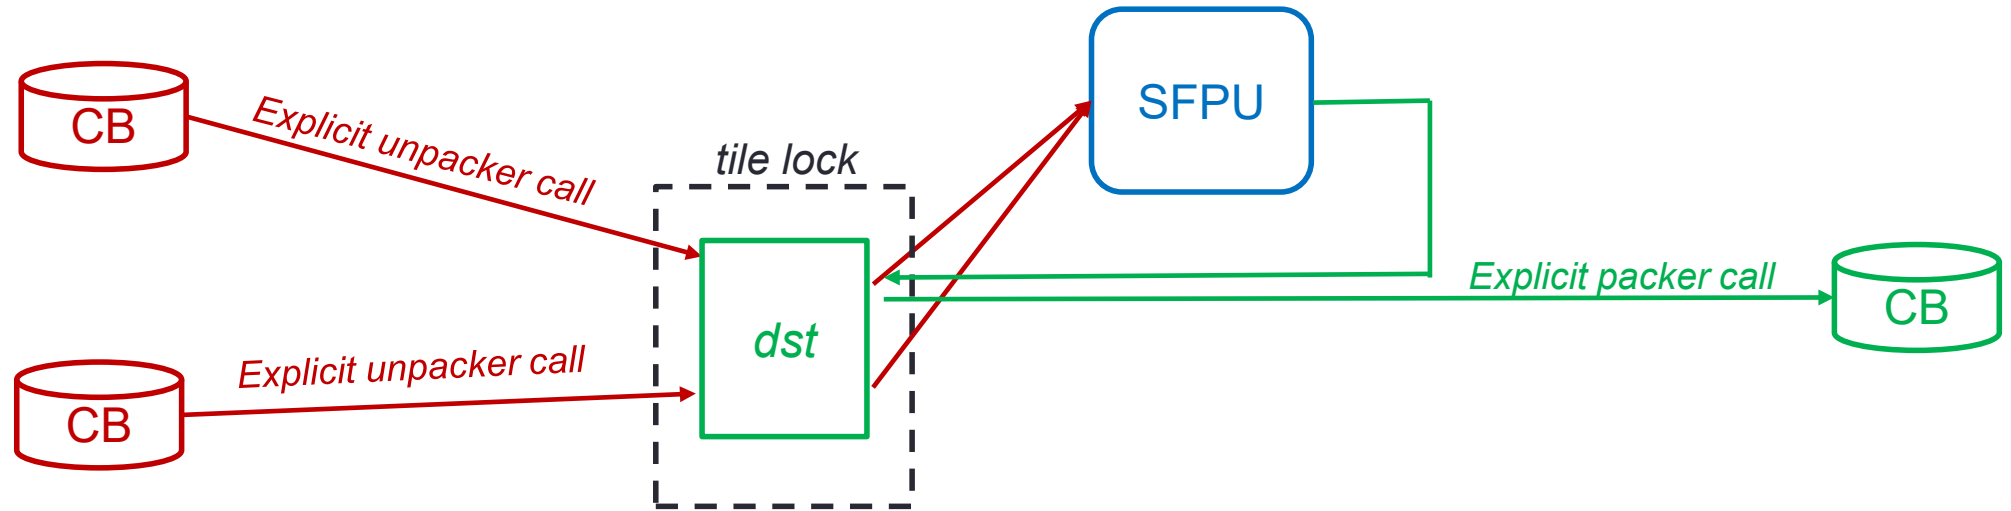 CB
Explicit unpacker call
tile lock
SFPU
dst
Explicit packer call
CB
Explicit unpacker call
CB